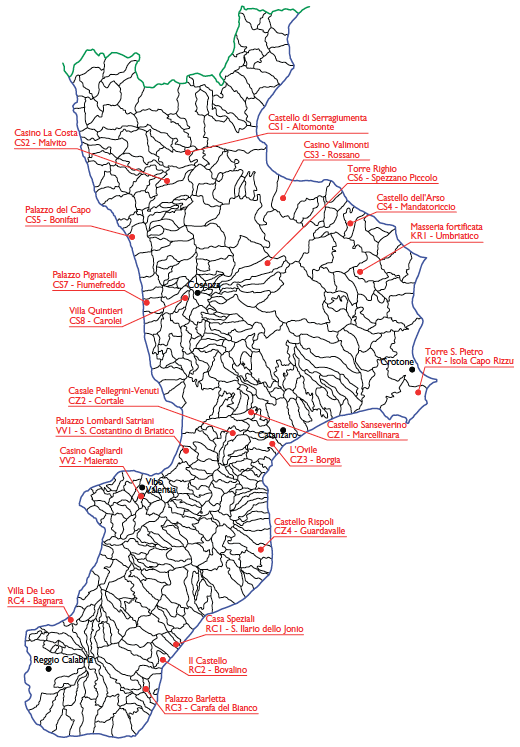 Castello di Serragiumenta
CS1 - Altomonte
Casino La Costa
CS2 - Malvito
Casino Valimonti
CS3 - Rossano
Torre Righio
CS6 - Spezzano Piccolo
Castello dell'Arso
CS4 - Mandatoriccio
Palazzo del Capo
CS5 - Bonifati
Masseria fortificata
KR1 - Umbriatico
Palazzo Pignatelli
CS7 - Fiumefreddo
Cosenza
Villa Quintieri
CS8 - Carolei
Torre S. Pietro
KR2 - Isola Capo Rizzu
Crotone
Casale Pellegrini-Venuti
CZ2 - Cortale
Palazzo Lombardi Satriani
VV1 - S. Costantino di Briatico
Castello Sanseverino
CZ1 - Marcellinara
Catanzaro
Casino Gagliardi
VV2 - Maierato
L'Ovile
CZ3 - Borgia
Vibo
Valentia
Castello Rispoli
CZ4 - Guardavalle
Villa De Leo
RC4 - Bagnara
Casa Speziali
RC1 - S. Ilario dello Jonio
Reggio Calabria
Il Castello
RC2 - Bovalino
Palazzo Barletta
RC3 - Carafa del Bianco